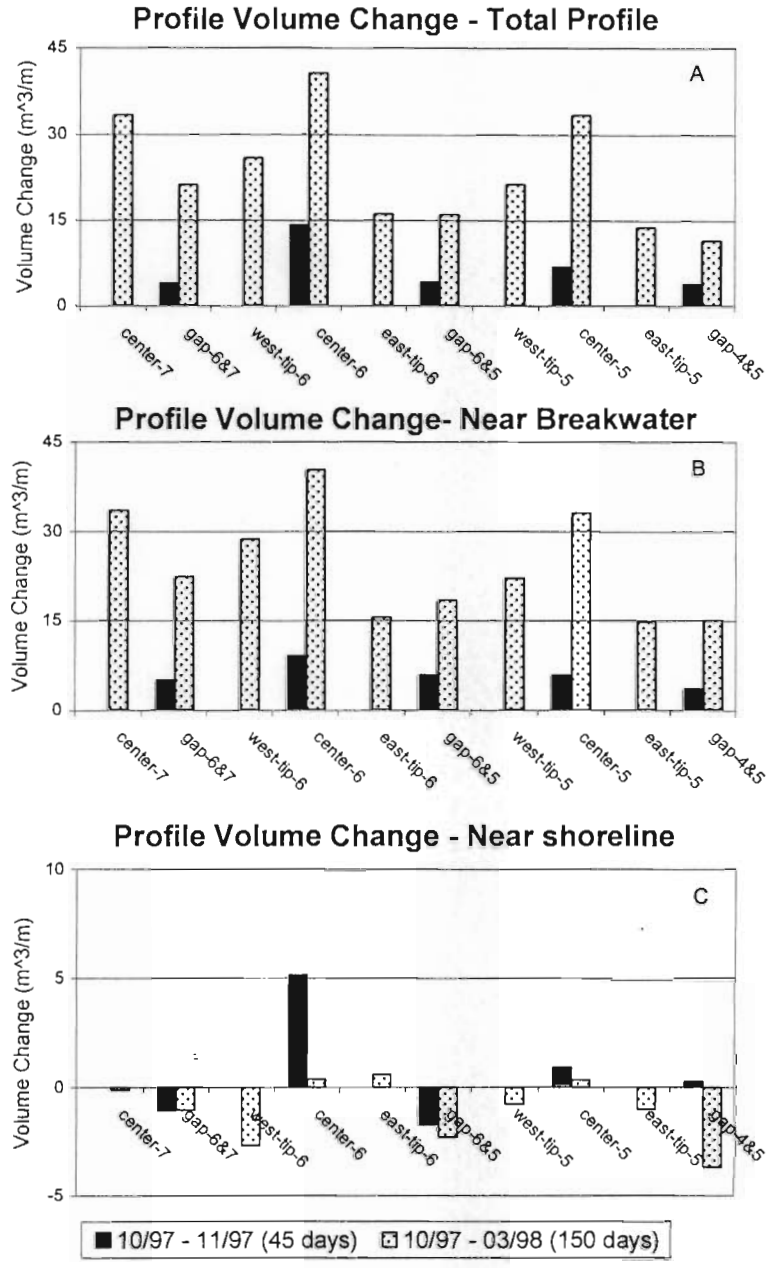 Profile Volume Change - Total Profile
A
Volume Change (m^3/m)
45
30
15
0
center-7
gap-6&7
west-tip-6
center-6
east-tip-6
gap-6&5
west-tip-5
center-5
east-tip-5
gap-4&5
Profile Volume Change- Near Breakwater
B
Volume Change (m^3/m)
45
30
15
0
center-7
gap-6&7
west-tip-6
center-6
east-tip-6
gap-6&5
west-tip-5
center-5
east-tip-5
gap-4&5
Profile Volume Change - Near shoreline
C
Volume Change (m^3/m)
10
5
0
-5
center-7
gap-6&7
west-tip-6
center-6
east-tip-6
gap-6&5
west-tip-5
center-5
east-tip-5
gap-4&5
10/97 - 11/97 (45 days)
10/97 - 03/98 (150 days)